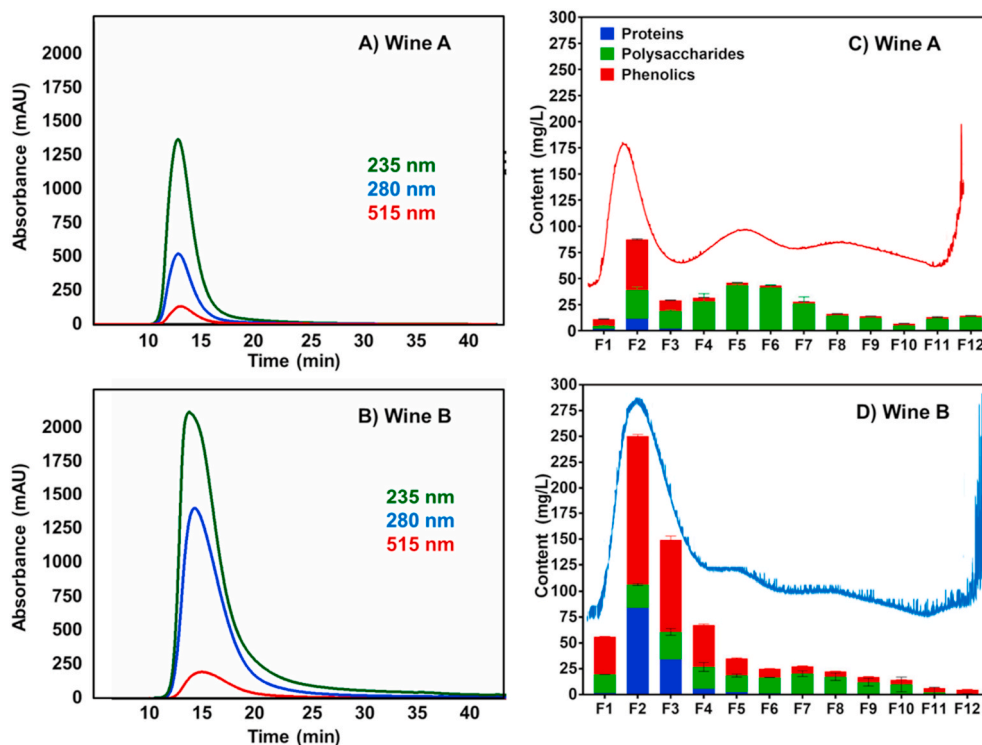 A) Wine A
Absorbance (mAU)
2000
1750
1500
1250
1000
750
500
250
0
235 nm
280 nm
515 nm
10 15 20 25 30 35 40
Time (min)
C) Wine A
Proteins
Polysaccharides
Phenolics
Content (mg/L)
300
275
250
225
200
175
150
125
100
75
50
25
0
F1 F2 F3 F4 F5 F6 F7 F8 F9 F10 F11 F12
B) Wine B
Absorbance (mAU)
2000
1750
1500
1250
1000
750
500
250
0
235 nm
280 nm
515 nm
10 15 20 25 30 35 40
Time (min)
D) Wine B
Content (mg/L)
300
275
250
225
200
175
150
125
100
75
50
25
0
F1 F2 F3 F4 F5 F6 F7 F8 F9 F10 F11 F12